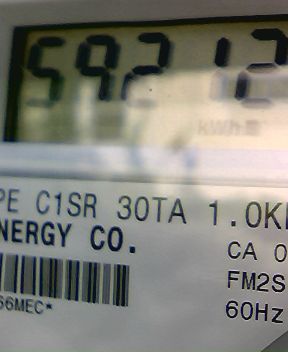 59212
kWh
PE C1SR 30TA 1.0K
NERGY CO.
CA 0
FM2S
66MEC*
60Hz